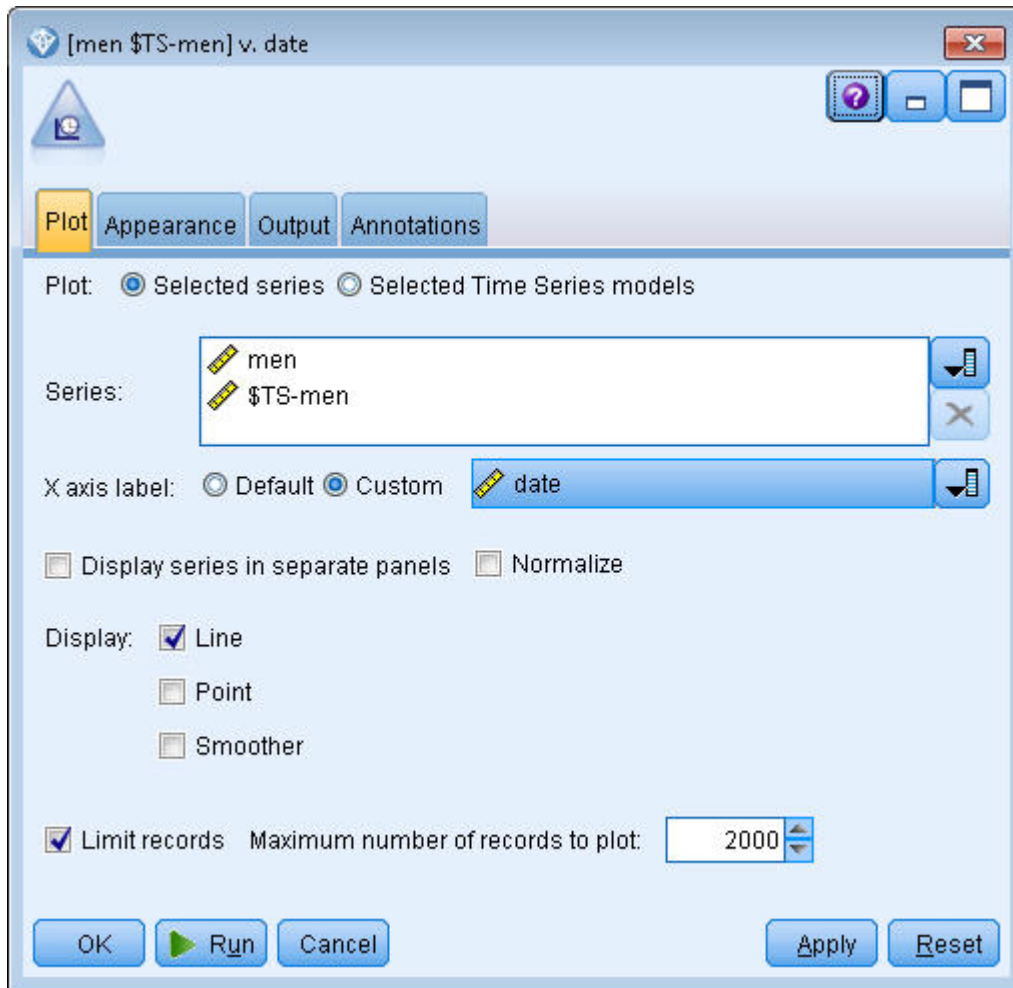 [men $TS-men] v. date
Plot Appearance Output Annotations
Plot: Selected series Selected Time Series models
Series:
men
$TS-men
X axis label: Default Custom date
Display series in separate panels Normalize
Display: Line
Point
Smoother
Limit records Maximum number of records to plot: 2000
OK Run Cancel Apply Reset